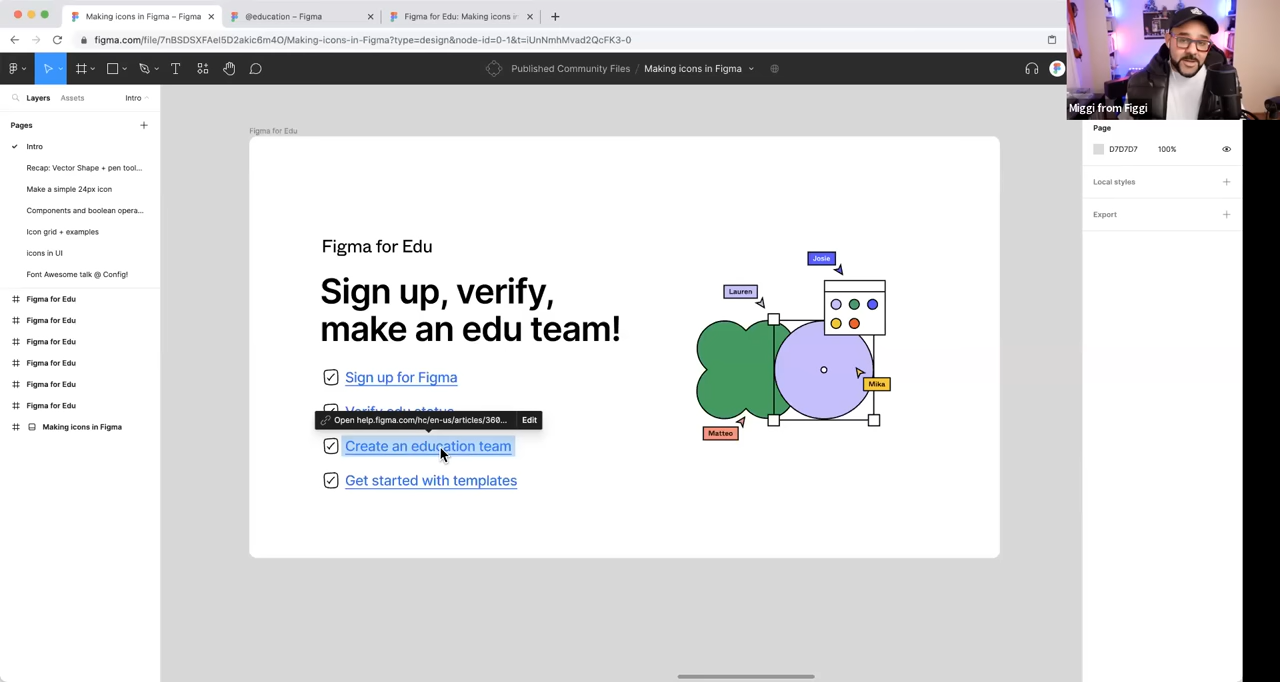 Making icons in Figma – Figma
@education – Figma
Figma for Edu: Making icons in
figma.com/file/7nBSDSXFAeI5D2akic6m4O/Making-icons-in-Figma?type=design&node-id=0-1&t=iUnNmhMvad2QcFK3-0
Published Community Files / Making icons in Figma
Miggi from Figgi
Layers
Assets
Intro
Pages
Intro
Recap: Vector Shape + pen tool...
Make a simple 24px icon
Components and boolean opera...
Icon grid + examples
icons in UI
Font Awesome talk @ Config!
Figma for Edu
Figma for Edu
Figma for Edu
Figma for Edu
Figma for Edu
Figma for Edu
Making icons in Figma
Figma for Edu
Figma for Edu
Sign up, verify,
make an edu team!
Sign up for Figma
Verify edu status
Open help.figma.com/hc/en-us/articles/360...
Edit
Create an education team
Get started with templates
Josie
Lauren
Mika
Matteo
Page
D7D7D7
100%
Local styles
Export